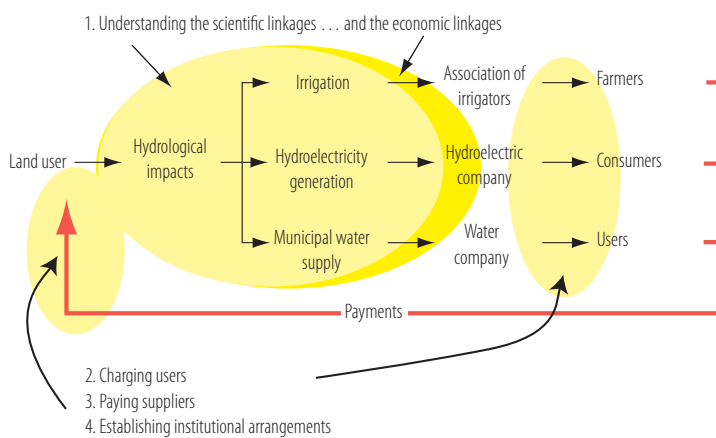 1. Understanding the scientific linkages … and the economic linkages
Irrigation
Association of
irrigators
Farmers
Land user
Hydrological
impacts
Hydroelectricity
generation
Hydroelectric
company
Consumers
Municipal water
supply
Water
company
Users
Payments
2. Charging users
3. Paying suppliers
4. Establishing institutional arrangements